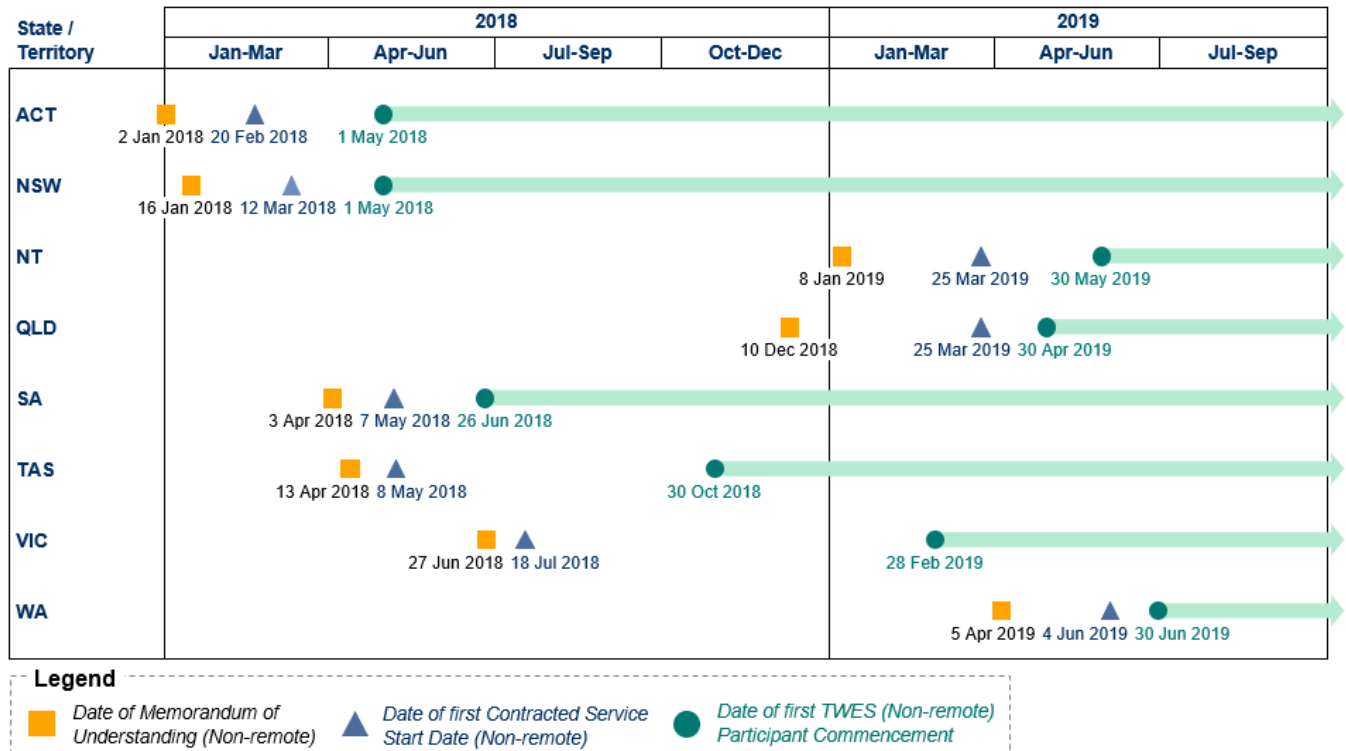 State /
Territory
2018
2019
Jan-Mar
Apr-Jun
Jul-Sep
Oct-Dec
Jan-Mar
Apr-Jun
Jul-Sep
ACT
2 Jan 2018
20 Feb 2018
1 May 2018
NSW
16 Jan 2018
12 Mar 2018
1 May 2018
NT
8 Jan 2019
25 Mar 2019
30 May 2019
QLD
10 Dec 2018
25 Mar 2019
30 Apr 2019
SA
3 Apr 2018
7 May 2018
26 Jun 2018
TAS
13 Apr 2018
8 May 2018
30 Oct 2018
VIC
27 Jun 2018
18 Jul 2018
28 Feb 2019
WA
5 Apr 2019
4 Jun 2019
30 Jun 2019
Legend
Date of Memorandum of
Understanding (Non-remote)
Date of first Contracted Service
Start Date (Non-remote)
Date of first TWES (Non-remote)
Participant Commencement